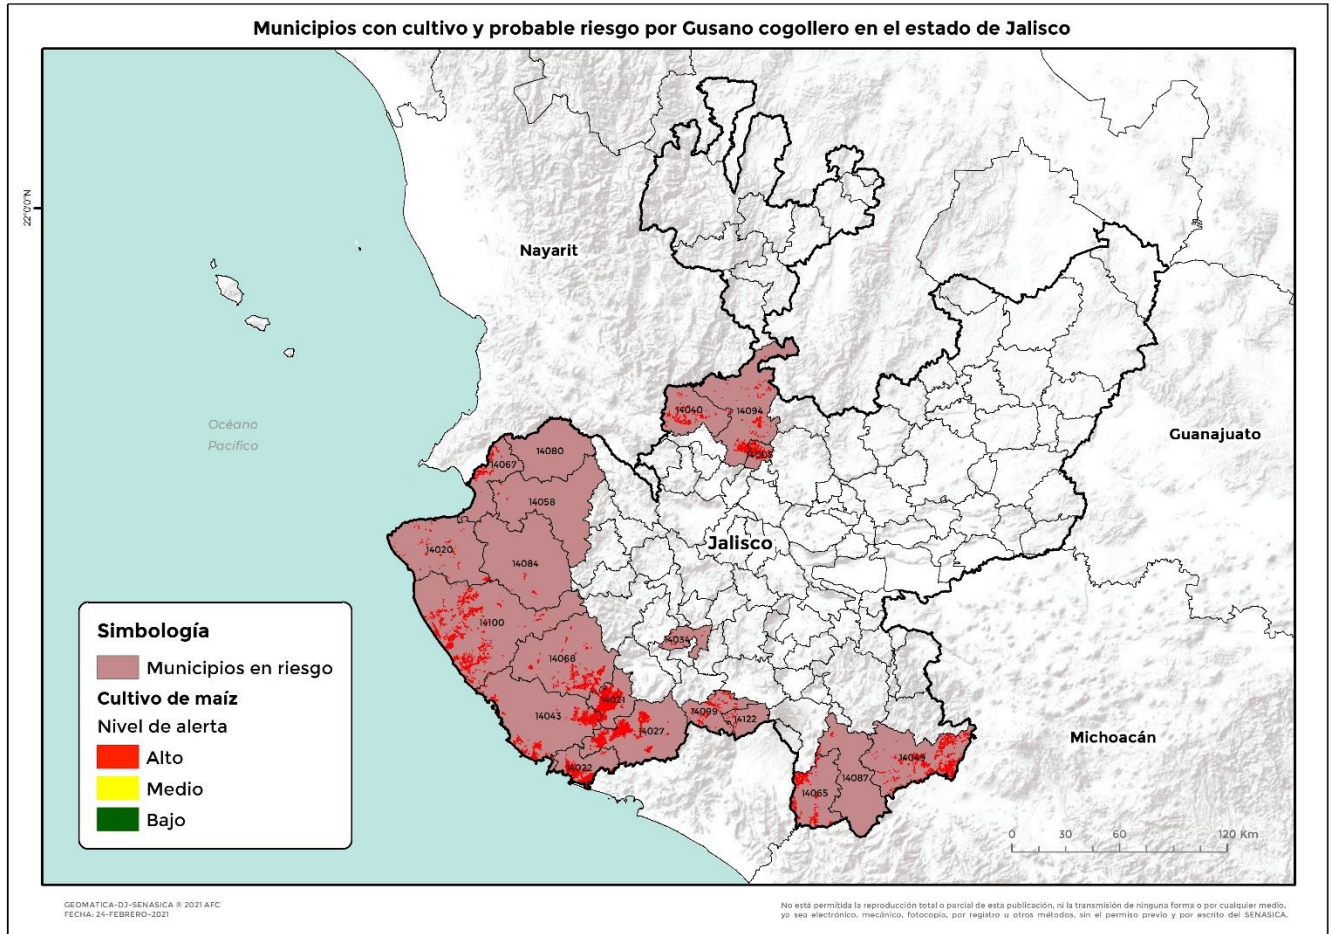 Municipios con cultivo y probable riesgo por Gusano cogollero en el estado de Jalisco
22°0'0"N
Nayarit
Océano
Pacífico
14040
14094
Guanajuato
14080
14067
14058
Jalisco
14020
14084
14100
14034
14068
14021
14043
14099
14122
14027
Michoacán
14049
14022
14087
14065
Simbología
Municipios en riesgo
Cultivo de maíz
Nivel de alerta
Alto
Medio
Bajo
0 30 60 120 Km
GEOMATICA-DJ-SENASICA ® 2021 AFC
FECHA: 24-FEBRERO-2021
No está permitida la reproducción total o parcial de esta publicación, ni la transmisión de ninguna forma o por cualquier medio,
ya sea electrónico, mecánico, fotocopia, por registro u otros métodos, sin el permiso previo y por escrito del SENASICA.